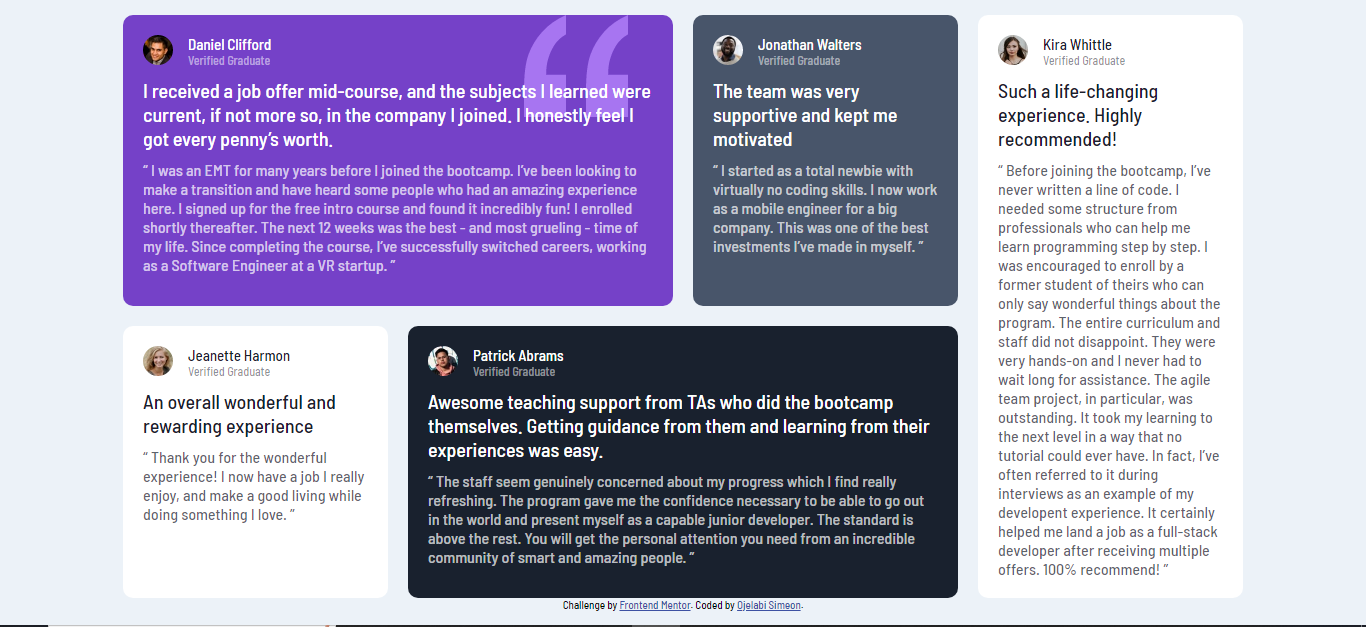 Daniel Clifford
Verified Graduate
I received a job offer mid-course, and the subjects I learned were
current, if not more so, in the company I joined. I honestly feel I
got every penny’s worth.
“ I was an EMT for many years before I joined the bootcamp. I’ve been looking to
make a transition and have heard some people who had an amazing experience
here. I signed up for the free intro course and found it incredibly fun! I enrolled
shortly thereafter. The next 12 weeks was the best - and most grueling - time of
my life. Since completing the course, I’ve successfully switched careers, working
as a Software Engineer at a VR startup. ”
Jonathan Walters
Verified Graduate
The team was very
supportive and kept me
motivated
“ I started as a total newbie with
virtually no coding skills. I now work
as a mobile engineer for a big
company. This was one of the best
investments I’ve made in myself. ”
Kira Whittle
Verified Graduate
Such a life-changing
experience. Highly
recommended!
“ Before joining the bootcamp, I’ve
never written a line of code. I
needed some structure from
professionals who can help me
learn programming step by step. I
was encouraged to enroll by a
former student of theirs who can
only say wonderful things about the
program. The entire curriculum and
staff did not disappoint. They were
very hands-on and I never had to
wait long for assistance. The agile
team project, in particular, was
outstanding. It took my learning to
the next level in a way that no
tutorial could ever have. In fact, I’ve
often referred to it during
interviews as an example of my
developent experience. It certainly
helped me land a job as a full-stack
developer after receiving multiple
offers. 100% recommend! ”
Jeanette Harmon
Verified Graduate
An overall wonderful and
rewarding experience
“ Thank you for the wonderful
experience! I now have a job I really
enjoy, and make a good living while
doing something I love. ”
Patrick Abrams
Verified Graduate
Awesome teaching support from TAs who did the bootcamp
themselves. Getting guidance from them and learning from their
experiences was easy.
“ The staff seem genuinely concerned about my progress which I find really
refreshing. The program gave me the confidence necessary to be able to go out
in the world and present myself as a capable junior developer. The standard is
above the rest. You will get the personal attention you need from an incredible
community of smart and amazing people. ”
Challenge by Frontend Mentor. Coded by Ojelabi Simeon.